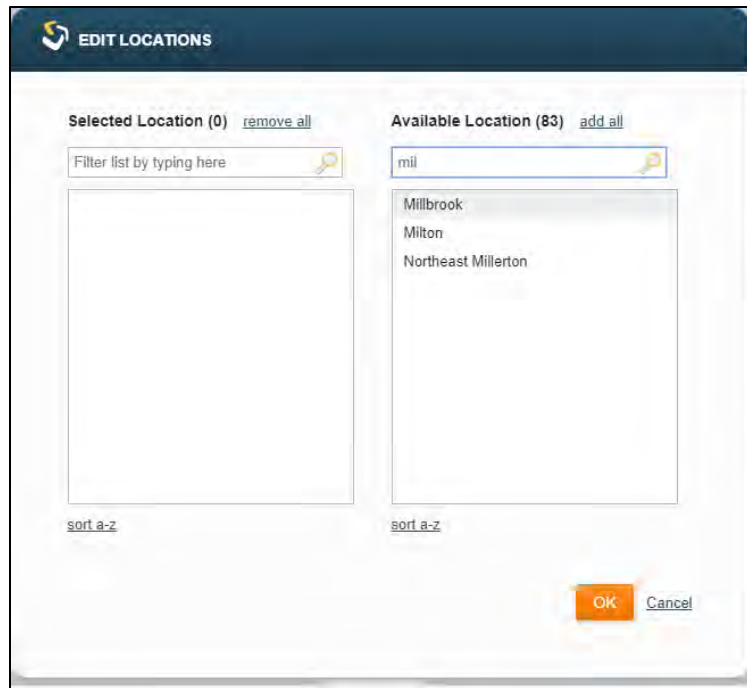 EDIT LOCATIONS
Selected Location (0) remove all
Available Location (83) add all
Filter list by typing here
mil
Millbrook
Milton
Northeast Millerton
sort a-z
sort a-z
OK Cancel